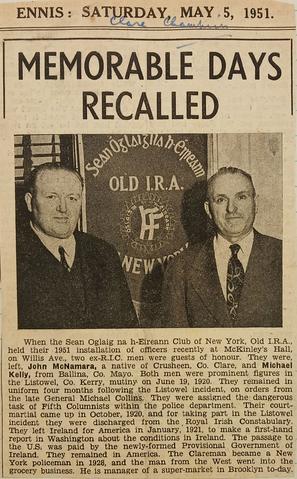 ENNIS: SATURDAY, MAY 5, 1951.
Clare Champion
MEMORABLE DAYS
RECALLED
Sean Oglaigh na h-Eireann
OLD I.R.A.
NEW YORK
When the Sean Oglaig na h-Eireann Club of New York, Old I.R.A.,
held their 1951 installation of officers recently at McKinley's Hall,
on Willis Ave., two ex-R.I.C. men were guests of honour. They were,
left, John McNamara, a native of Crusheen, Co. Clare, and Michael
Kelly, from Ballina, Co. Mayo. Both men were prominent figures in
the Listowel, Co. Kerry, mutiny on June 19, 1920. They remained in
uniform four months following the Listowel incident, on orders
from the late General Michael Collins. They were assigned the dangerous
task of Fifth Columnists within the police department. Their court-
martial came up in October, 1920, and for taking part in the Listowel
incident they were discharged from the Royal Irish Constabulary.
They left Ireland for America in January, 1921, to make a first-hand
report in Washington about the conditions in Ireland. The passage to
the U.S. was paid by the newly-formed Provisional Government of
Ireland. They remained in America. The Clareman became a New
York policeman in 1928, and the man from the West went into the
grocery business. He is manager of a super-market in Brooklyn to-day.